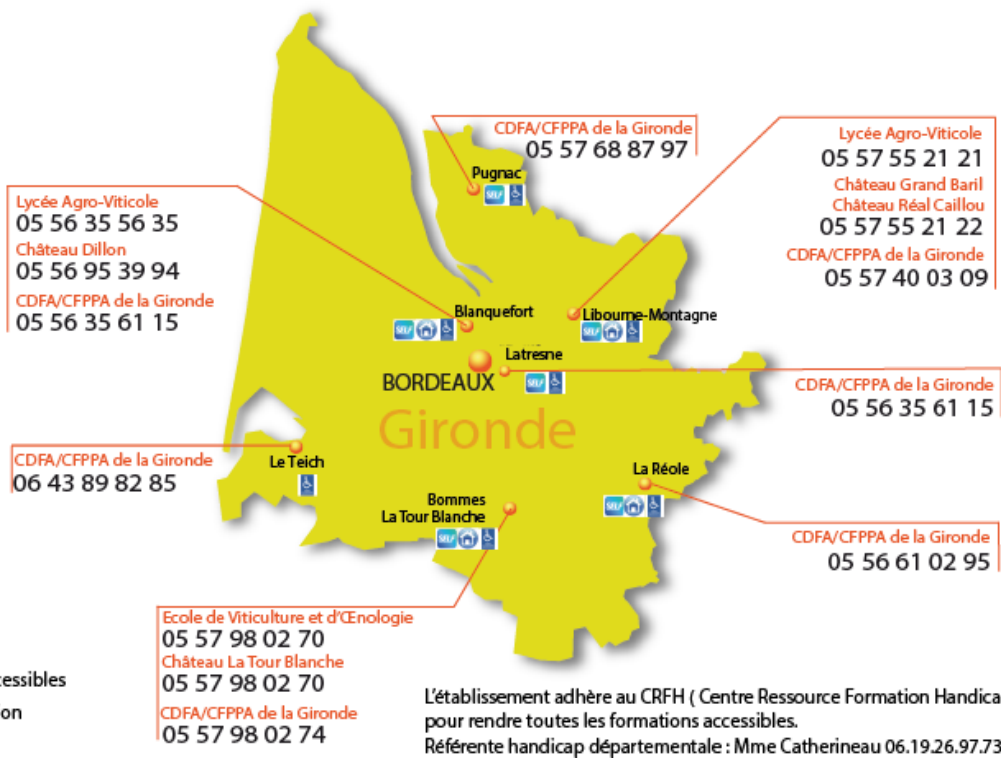 CDFA/CFPPA de la Gironde
05 57 68 87 97
Pugnac
SELF
Lycée Agro-Viticole
05 57 55 21 21
Château Grand Baril
Château Réal Caillou
05 57 55 21 22
CDFA/CFPPA de la Gironde
05 57 40 03 09
Lycée Agro-Viticole
05 56 35 56 35
Château Dillon
05 56 95 39 94
CDFA/CFPPA de la Gironde
05 56 35 61 15
Blanquefort
SELF
Libourne-Montagne
SELF
Latresne
SELF
BORDEAUX
Gironde
CDFA/CFPPA de la Gironde
05 56 35 61 15
CDFA/CFPPA de la Gironde
06 43 89 82 85
Le Teich
La Réole
SELF
Bommes
La Tour Blanche
SELF
CDFA/CFPPA de la Gironde
05 56 61 02 95
Ecole de Viticulture et d'Œnologie
05 57 98 02 70
Château La Tour Blanche
05 57 98 02 70
CDFA/CFPPA de la Gironde
05 57 98 02 74
cessibles
ion
L'établissement adhère au CRFH ( Centre Ressource Formation Handica
pour rendre toutes les formations accessibles.
Référente handicap départementale : Mme Catherineau 06.19.26.97.73